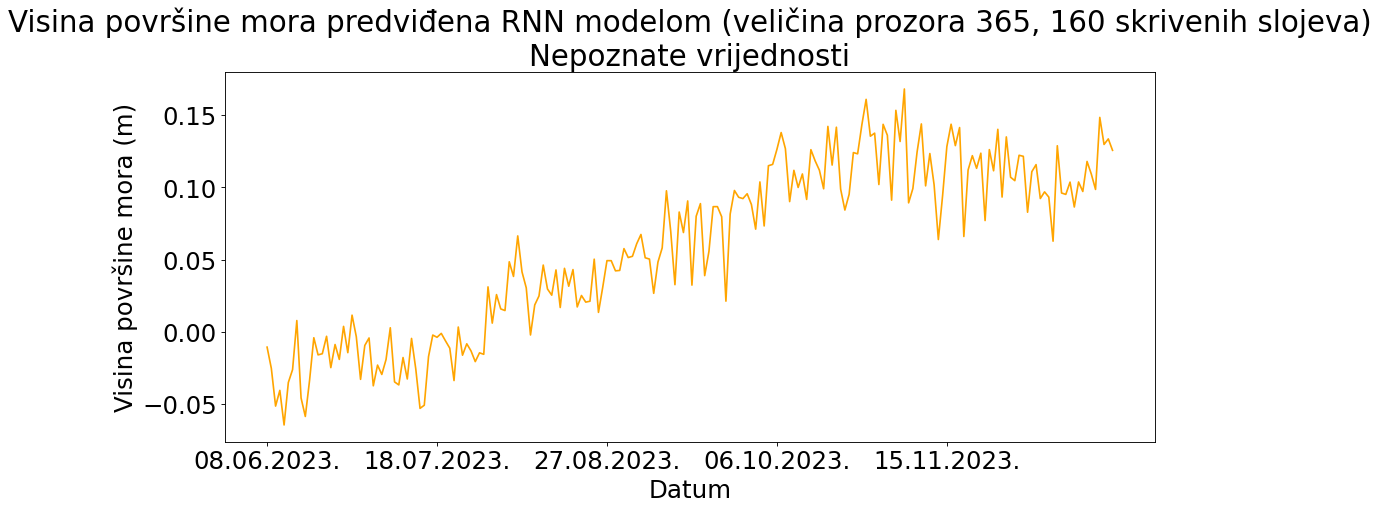 Visina površine mora predviđena RNN modelom (veličina prozora 365, 160 skrivenih slojeva)
Nepoznate vrijednosti
Visina površine mora (m)
0.15
0.10
0.05
0.00
−0.05
08.06.2023. 18.07.2023. 27.08.2023. 06.10.2023. 15.11.2023.
Datum